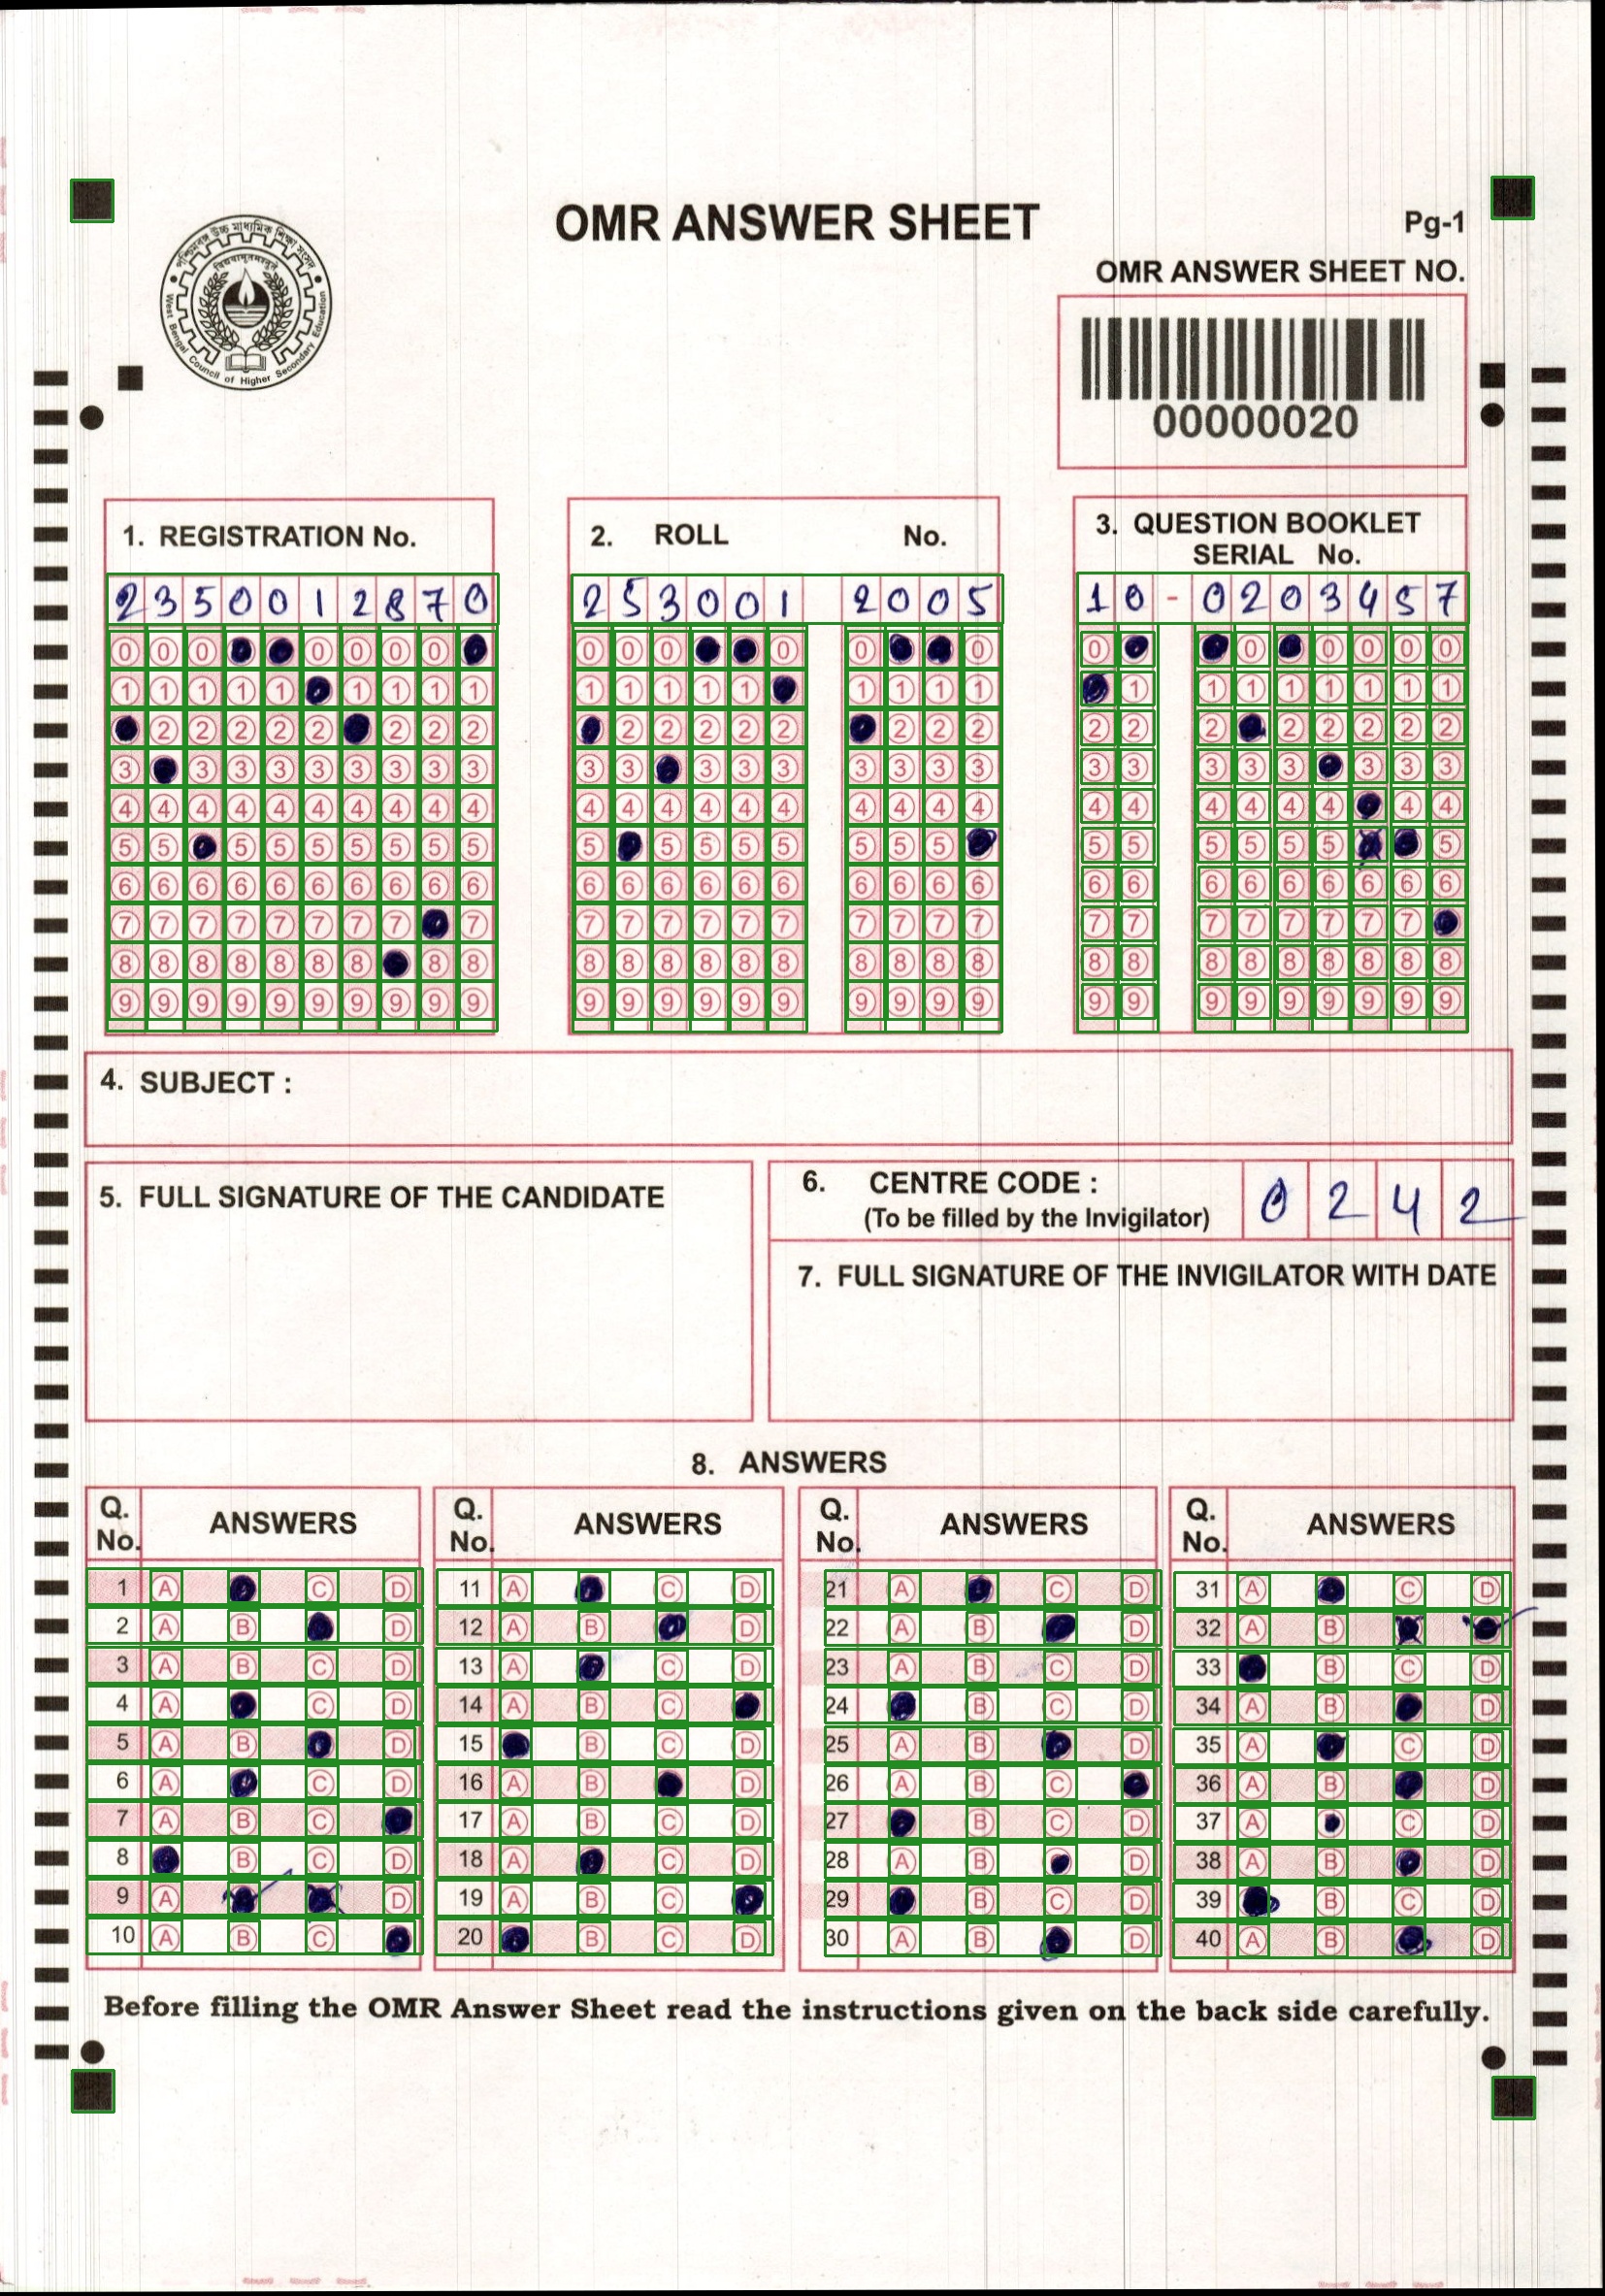 OMR ANSWER SHEET
Pg-1
OMR ANSWER SHEET NO.
পশ্চিমবঙ্গ উচ্চ মাধ্যমিক শিক্ষা সংসদ
West Bengal Council of Higher Secondary Education
00000020
1. REGISTRATION No.
2 3 5 0 0 1 2 8 7 0
2. ROLL No.
2 5 3 0 0 1 2 0 0 5
3. QUESTION BOOKLET
SERIAL No.
1 0 - 0 2 0 3 4 5 7
4. SUBJECT :
5. FULL SIGNATURE OF THE CANDIDATE
6. CENTRE CODE :
(To be filled by the Invigilator)
0 2 4 2
7. FULL SIGNATURE OF THE INVIGILATOR WITH DATE
8. ANSWERS
Q. No. ANSWERS Q. No. ANSWERS Q. No. ANSWERS Q. No. ANSWERS
1 A C D 11 A C D 21 A C D 31 A C D
2 A B D 12 A B D 22 A B D 32 A B
3 A B C D 13 A C D 23 A B C D 33 B C D
4 A C D 14 A B C 24 B C D 34 A B D
5 A B D 15 B C D 25 A B D 35 A C D
6 A C D 16 A B D 26 A B C 36 A B D
7 A B C 17 A B C D 27 B C D 37 A C D
8 B C D 18 A C D 28 A B D 38 A B D
9 A D 19 A B C 29 B C D 39 B C D
10 A B C 20 B C D 30 A B D 40 A B D
Before filling the OMR Answer Sheet read the instructions given on the back side carefully.